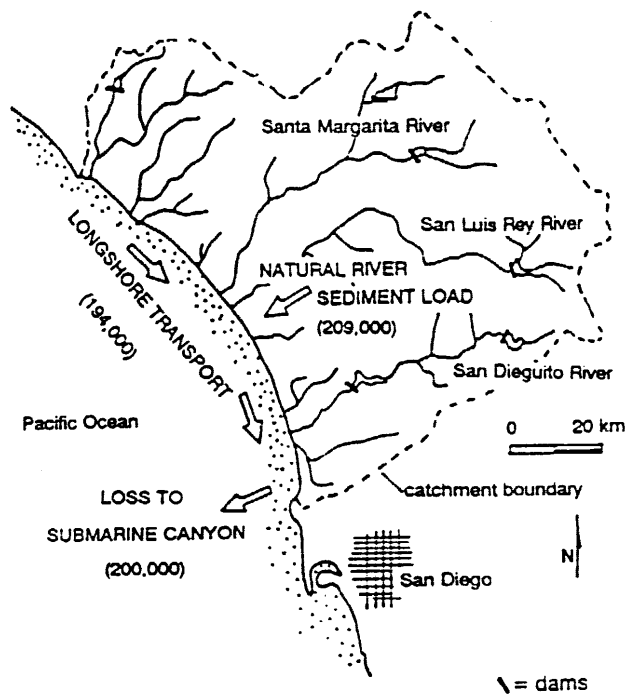 Santa Margarita River
San Luis Rey River
NATURAL RIVER
SEDIMENT LOAD
(209,000)
LONGSHORE TRANSPORT
(194,000)
San Dieguito River
Pacific Ocean
0 20 km
LOSS TO
SUBMARINE CANYON
(200,000)
catchment boundary
N
San Diego
= dams